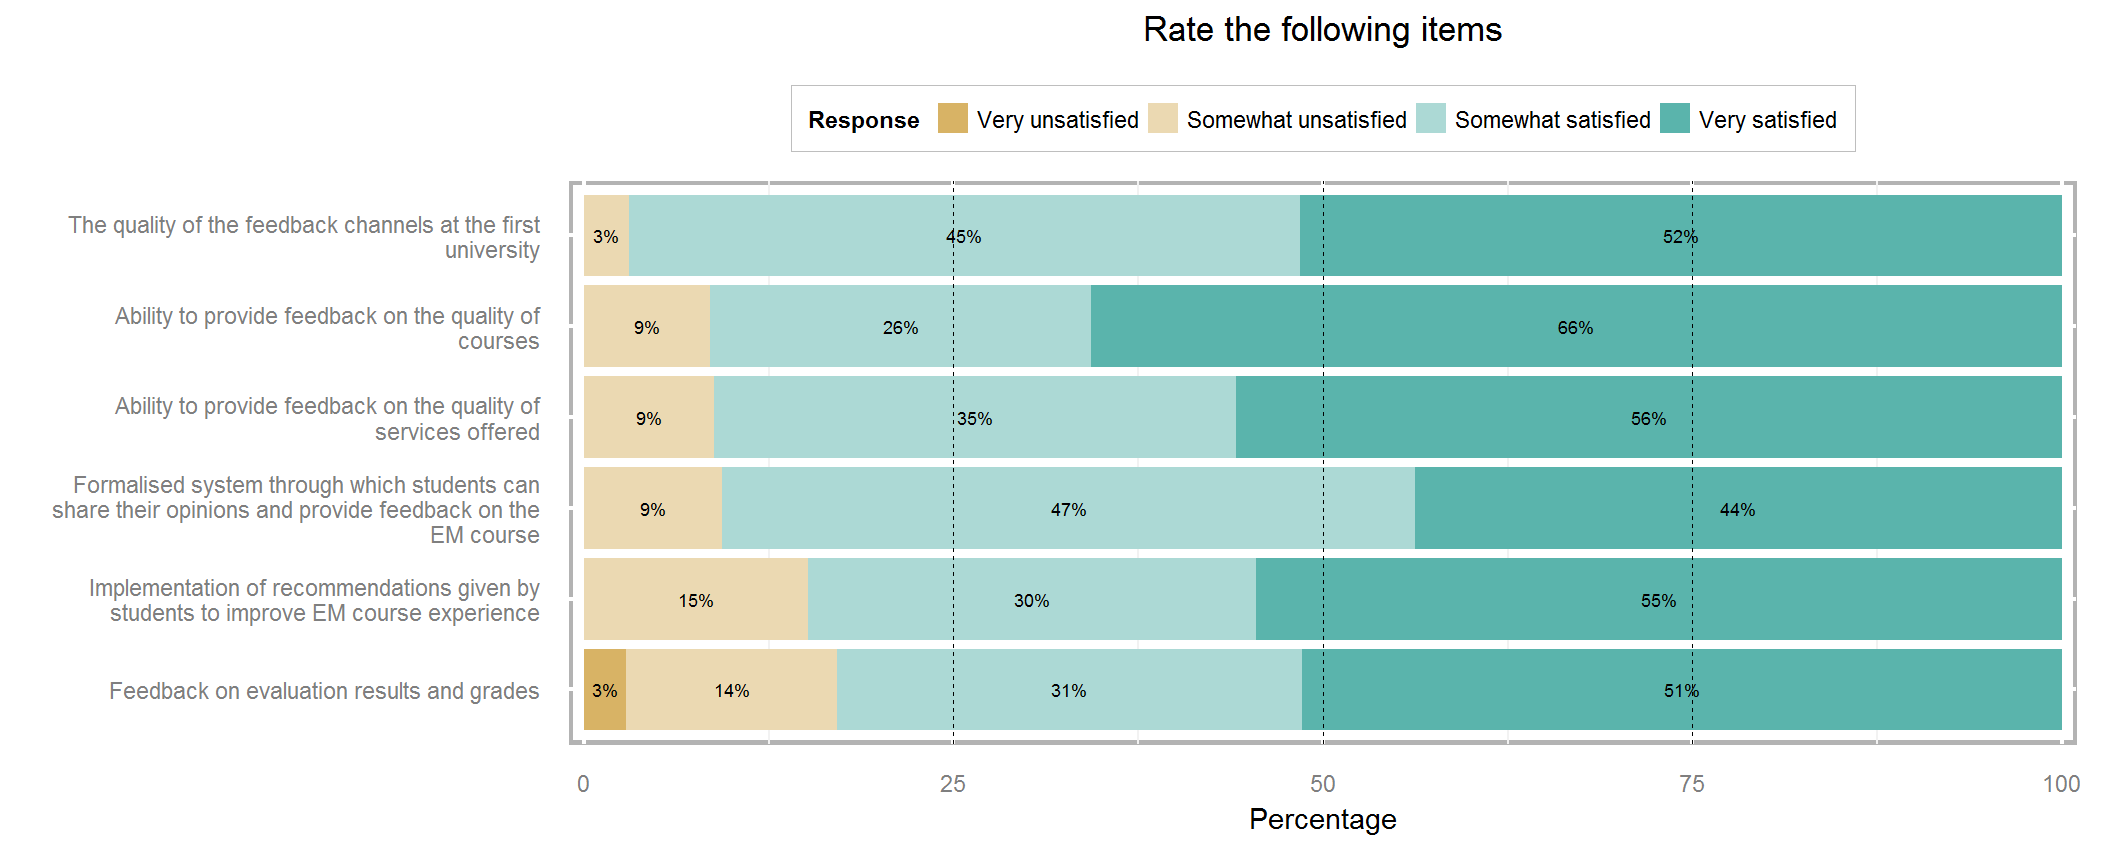 Rate the following items
Response Very unsatisfied Somewhat unsatisfied Somewhat satisfied Very satisfied
The quality of the feedback channels at the first
university
3% 45% 52%
Ability to provide feedback on the quality of
courses
9% 26% 66%
Ability to provide feedback on the quality of
services offered
9% 35% 56%
Formalised system through which students can
share their opinions and provide feedback on the
EM course
9% 47% 44%
Implementation of recommendations given by
students to improve EM course experience
15% 30% 55%
Feedback on evaluation results and grades
3% 14% 31% 51%
0 25 50 75 100
Percentage